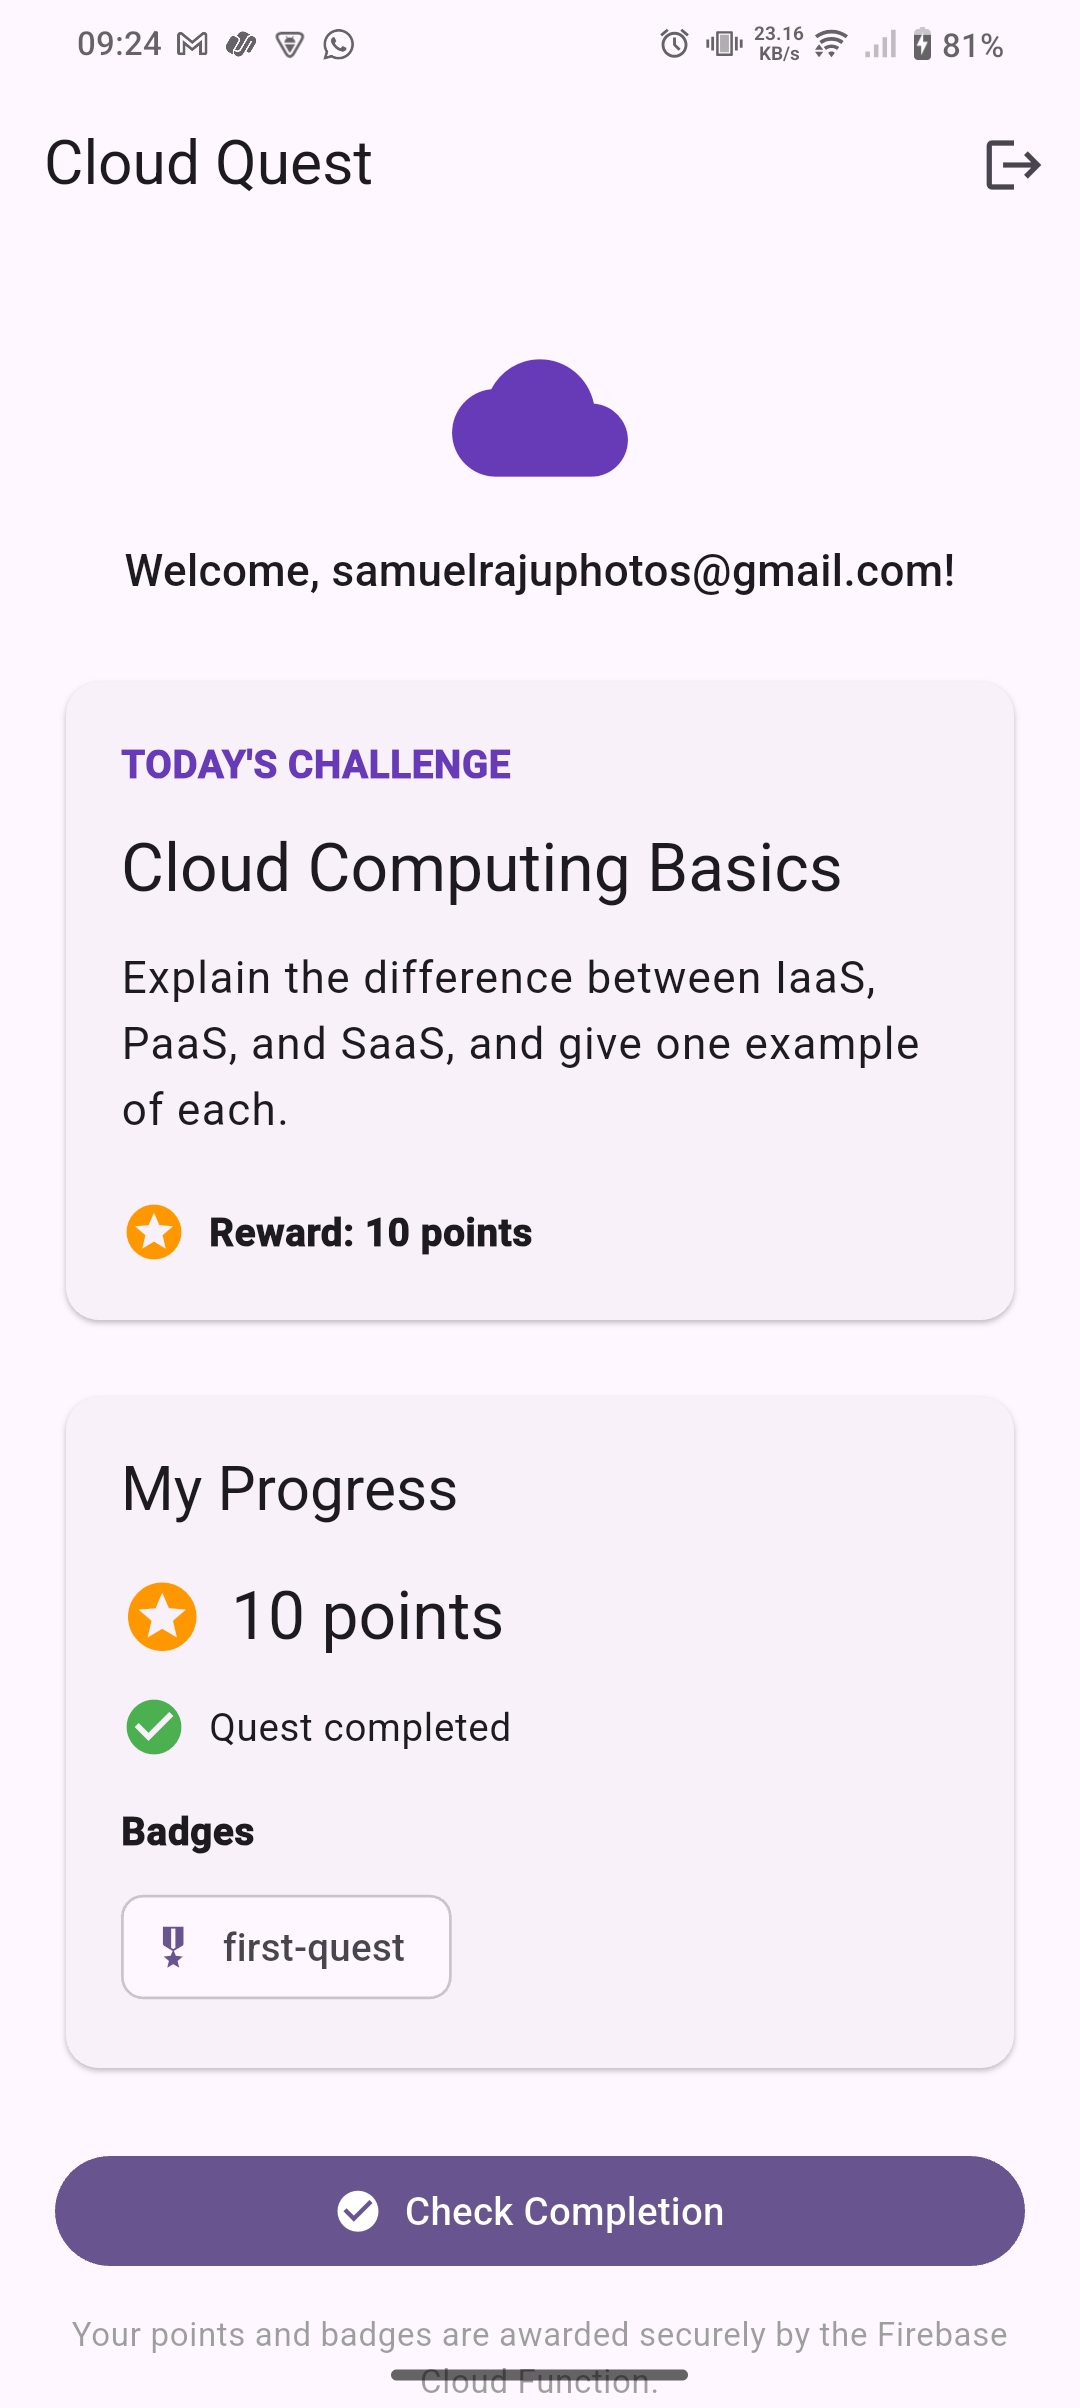 09:24
23.16
KB/s
81%
Cloud Quest
Welcome, samuelrajuphotos@gmail.com!
TODAY'S CHALLENGE
Cloud Computing Basics
Explain the difference between IaaS,
PaaS, and SaaS, and give one example
of each.
Reward: 10 points
My Progress
10 points
Quest completed
Badges
first-quest
Check Completion
Your points and badges are awarded securely by the Firebase
Cloud Function.